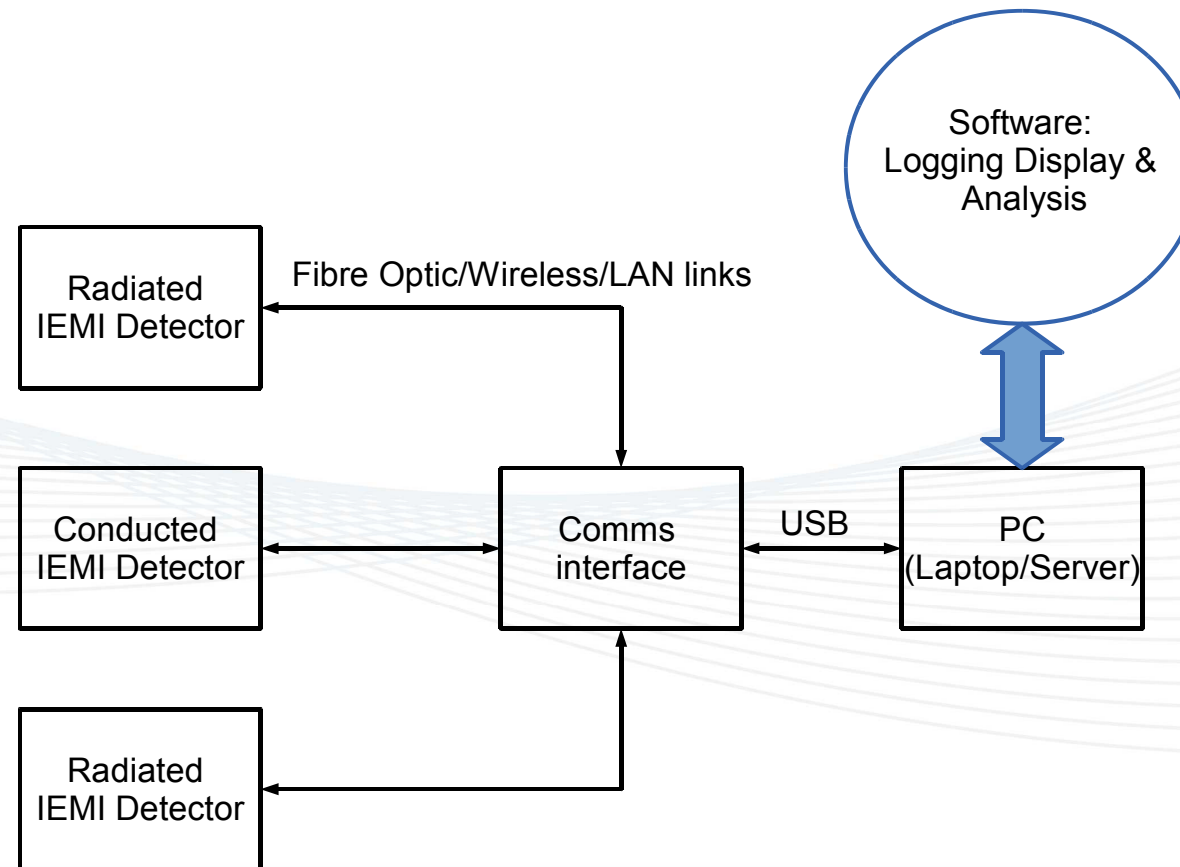 Software:
Logging Display &
Analysis
Radiated
IEMI Detector
Fibre Optic/Wireless/LAN links
Conducted
IEMI Detector
Comms
interface
USB
PC
(Laptop/Server)
Radiated
IEMI Detector